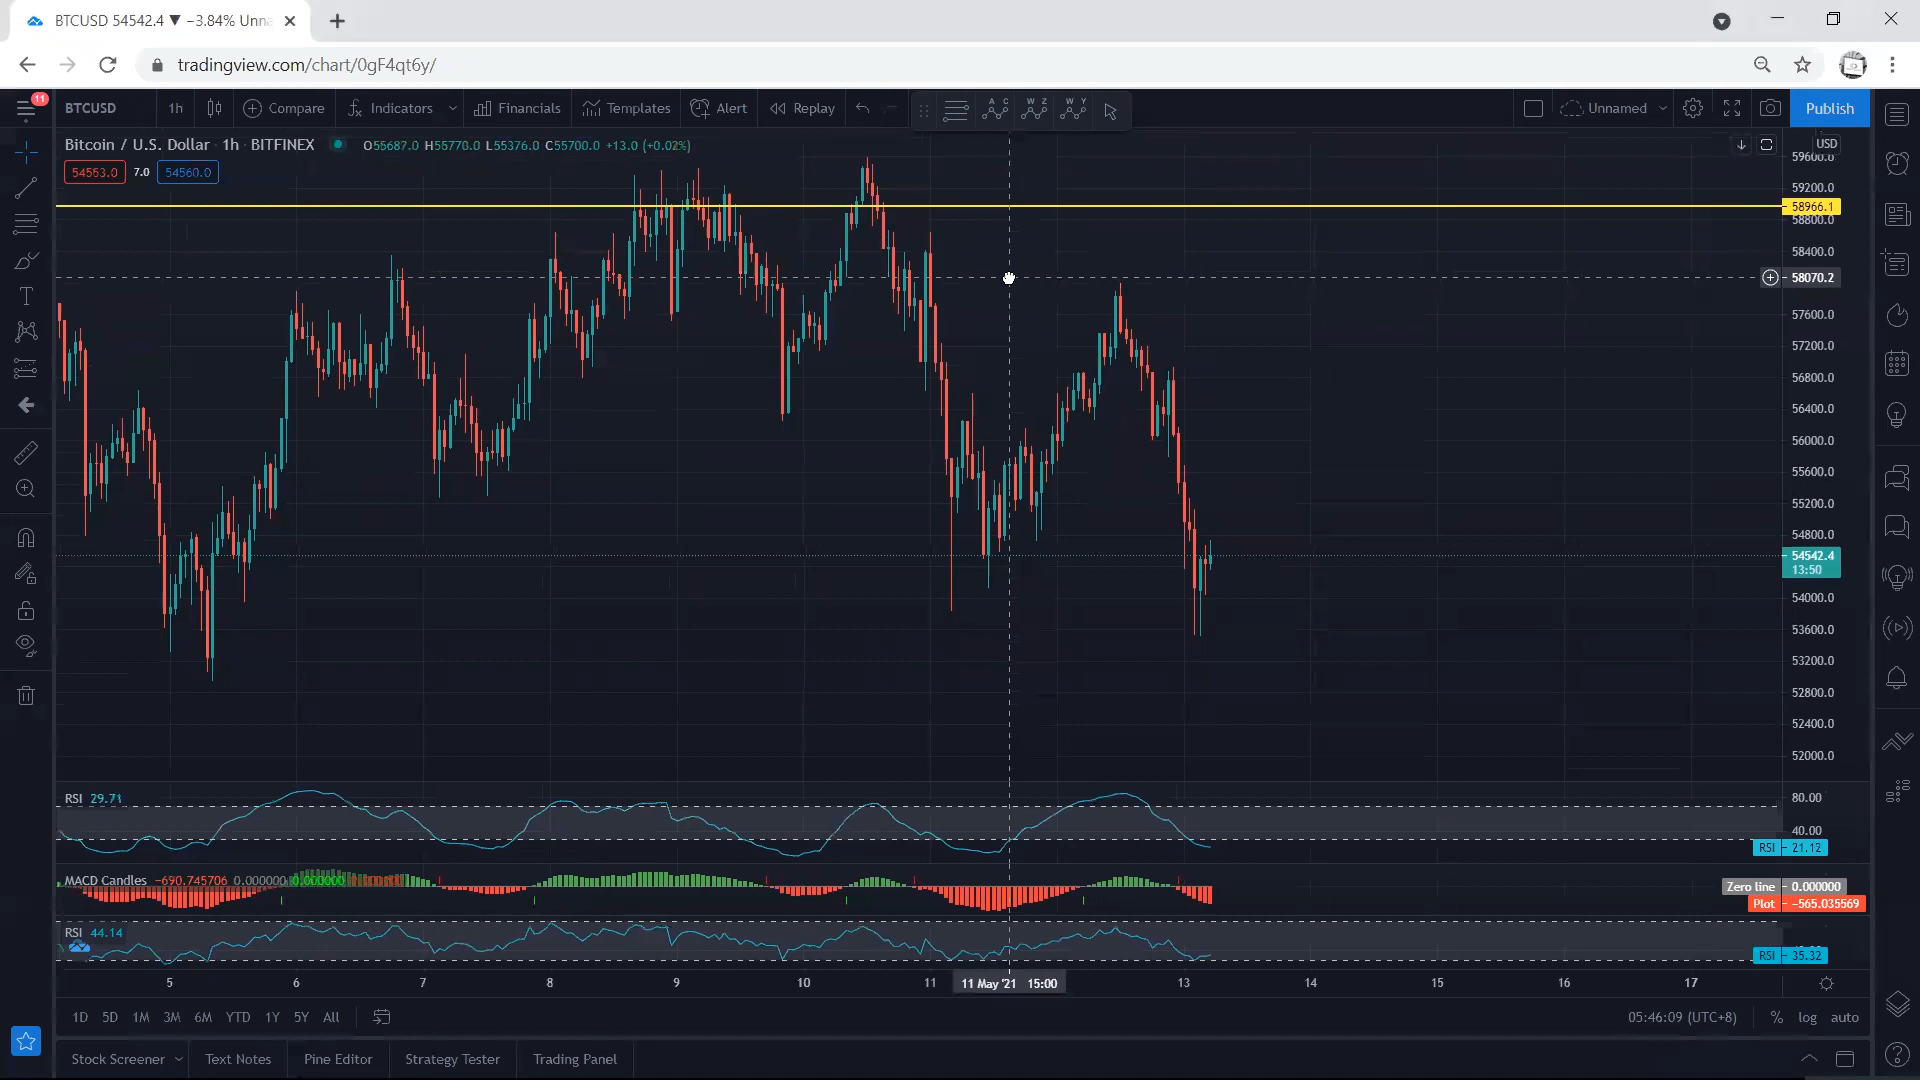 BTCUSD 54542.4 ▼ −3.84% Unna
tradingview.com/chart/0gF4qt6y/
11
BTCUSD 1h Compare Indicators Financials Templates Alert Replay A C W Z W Y Unnamed Publish
Bitcoin / U.S. Dollar · 1h · BITFINEX O55687.0 H55770.0 L55376.0 C55700.0 +13.0 (+0.02%) USD
54553.0 7.0 54560.0
59600.0
59200.0
58966.1
58800.0
58400.0
58070.2
57600.0
57200.0
56800.0
56400.0
56000.0
55600.0
55200.0
54800.0
54542.4
13:50
54000.0
53600.0
53200.0
52800.0
52400.0
52000.0
RSI 29.71 80.00
40.00
RSI 21.12
MACD Candles −690.745706 0.000000 0.000000
Zero line 0.000000
Plot −565.035569
RSI 44.14
RSI 35.32
5 6 7 8 9 10 11 11 May '21 15:00 13 14 15 16 17
1D 5D 1M 3M 6M YTD 1Y 5Y All 05:46:09 (UTC+8) % log auto
Stock Screener Text Notes Pine Editor Strategy Tester Trading Panel